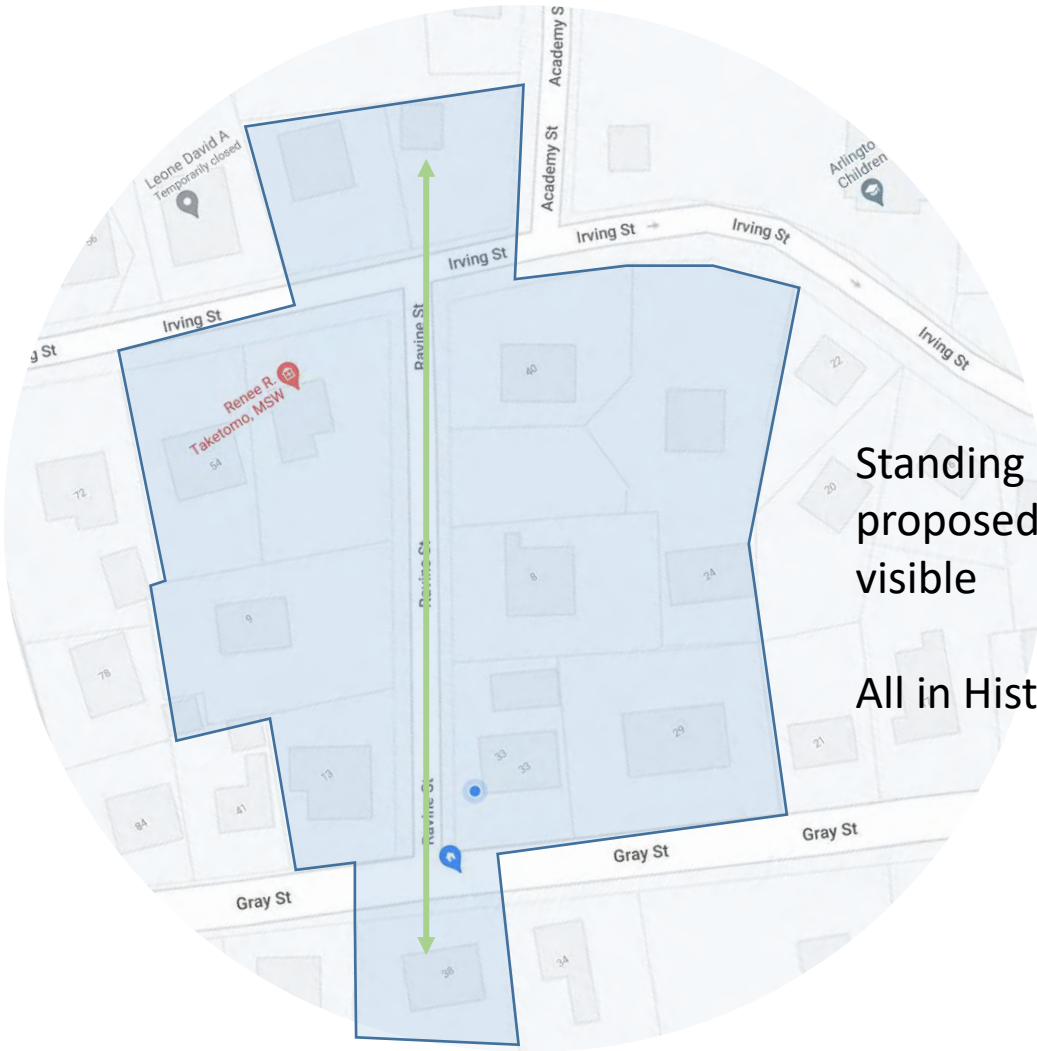 Academy S
Academy St
Leone David A
Temporarily closed
Arlingto
Children
Irving St
Irving St
Irving St
Irving St
g St
Irving St
Ravine St
40
22
Renee R.
Taketomo, MSW
54
72
20
Standing
proposed
visible
Ravine St
8
24
9
78
All in Hist
29
33
33
21
13
Ravine St
84
41
Gray St
Gray St
Gray St
38
34